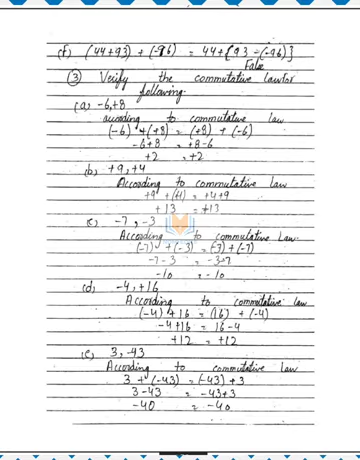 (f) (44+93) + (-96) = 44+{93 ÷(-96)}
False
(3) Verify the commutative law for
following.
(a) -6,+8
according to commutative law
(-6) +(+8) = (+8) + (-6)
-6+8 = +8-6
+2 = +2
(b) +9, +4
According to commutative law
+9 +(+4) = +4+9
+13 = +13
(c) -7, -3
According to commutative law.
(-7) + (-3) = (-3) + (-7)
-7-3 = -3-7
-10 = -10
(d) -4, +16
According to commutative law
(-4) +16 = (16) + (-4)
-4+16 = 16-4
+12 = +12
(e) 3, -43
According to commutative law
3 + (-43) = (-43) + 3
3-43 = -43+3
-40 = -40